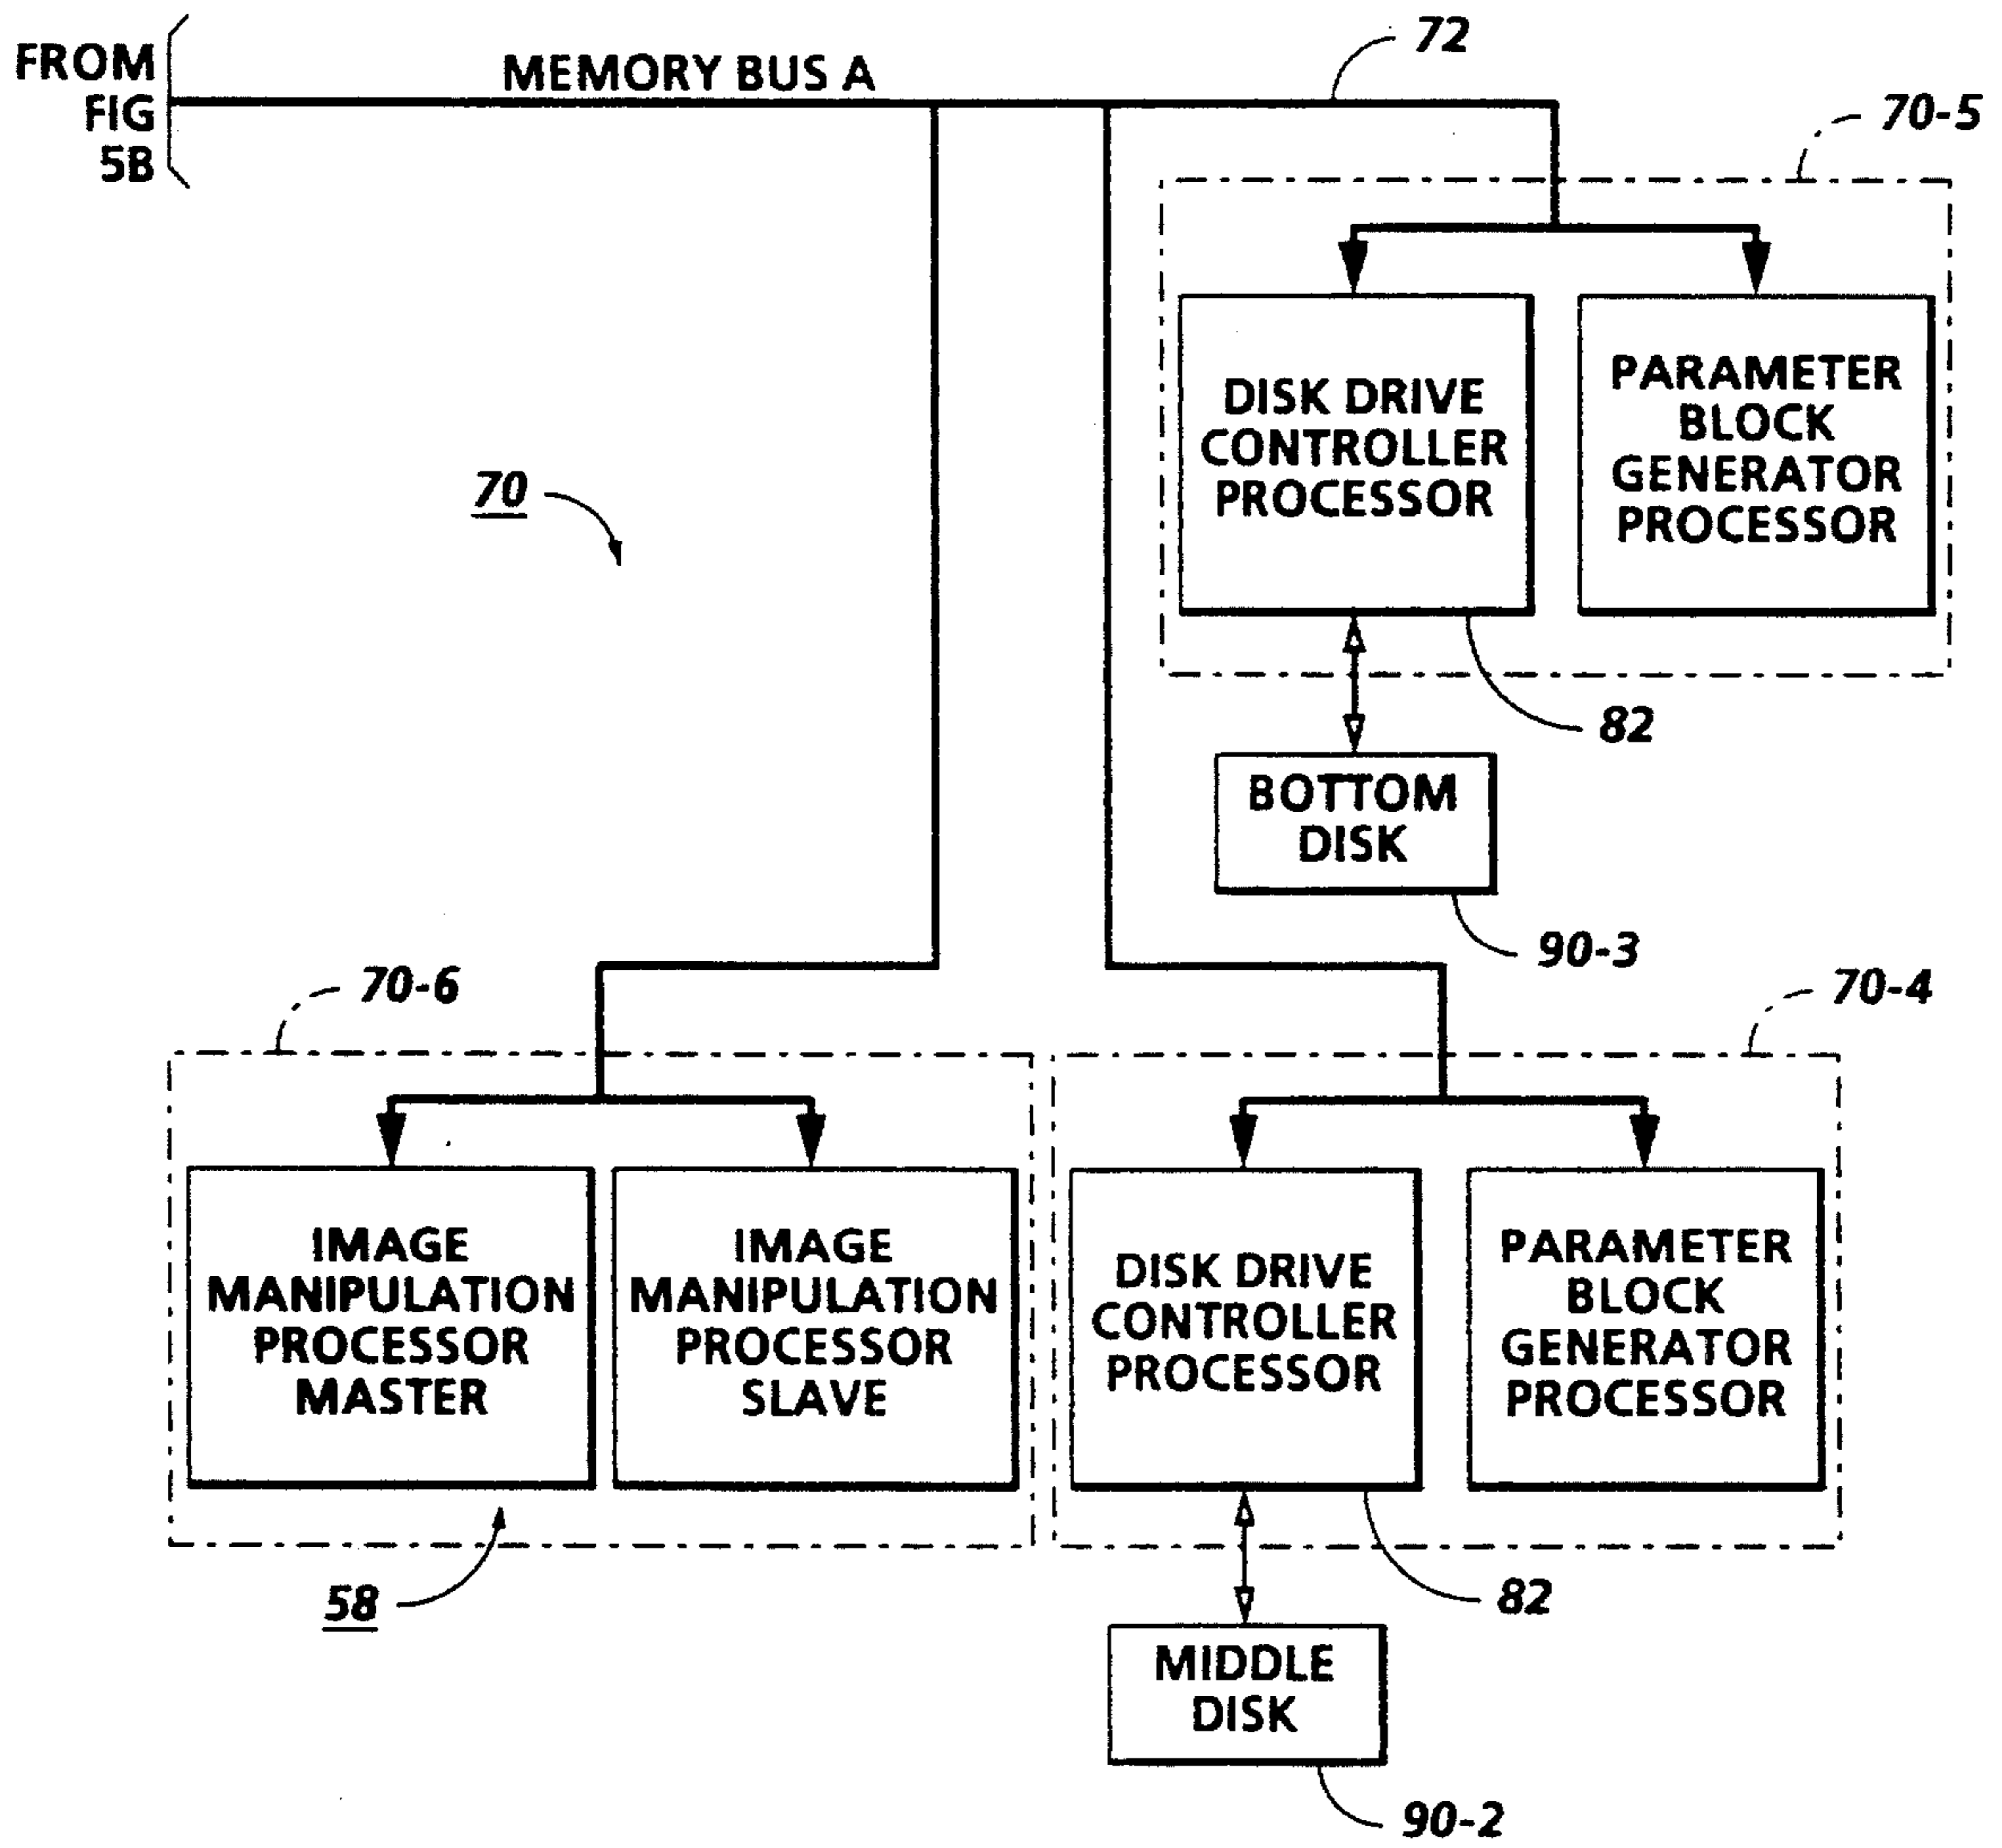 FROM
FIG
5B
MEMORY BUS A
72
70-5
DISK DRIVE
CONTROLLER
PROCESSOR
PARAMETER
BLOCK
GENERATOR
PROCESSOR
70
82
BOTTOM
DISK
90-3
70-6
70-4
IMAGE
MANIPULATION
PROCESSOR
MASTER
IMAGE
MANIPULATION
PROCESSOR
SLAVE
DISK DRIVE
CONTROLLER
PROCESSOR
PARAMETER
BLOCK
GENERATOR
PROCESSOR
58
82
MIDDLE
DISK
90-2